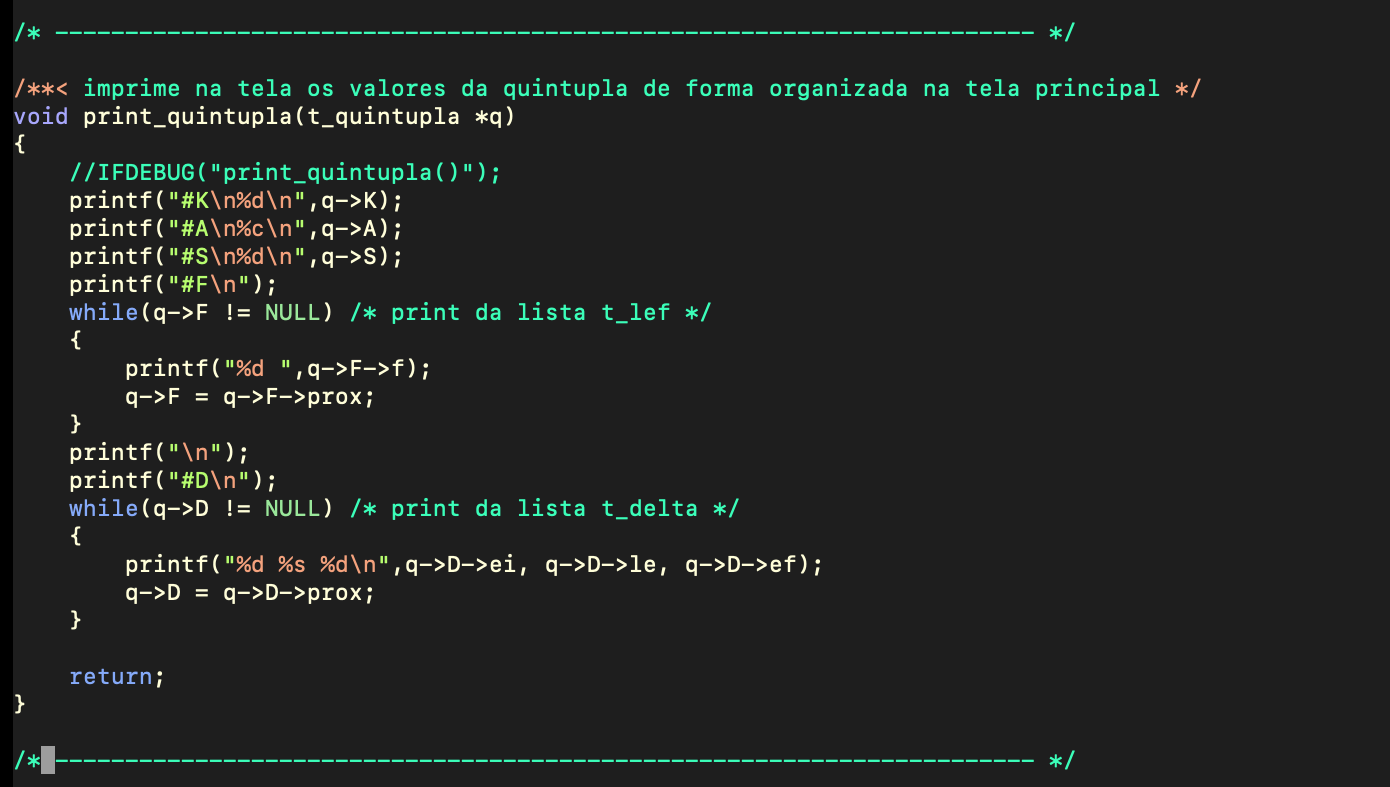 /* ---------------------------------------------------------------------- */
/**< imprime na tela os valores da quintupla de forma organizada na tela principal */
void print_quintupla(t_quintupla *q)
{
    //IFDEBUG("print_quintupla()");
    printf("#K\n%d\n",q->K);
    printf("#A\n%c\n",q->A);
    printf("#S\n%d\n",q->S);
    printf("#F\n");
    while(q->F != NULL) /* print da lista t_lef */
    {
        printf("%d ",q->F->f);
        q->F = q->F->prox;
    }
    printf("\n");
    printf("#D\n");
    while(q->D != NULL) /* print da lista t_delta */
    {
        printf("%d %s %d\n",q->D->ei, q->D->le, q->D->ef);
        q->D = q->D->prox;
    }
    return;
}
/* ---------------------------------------------------------------------- */